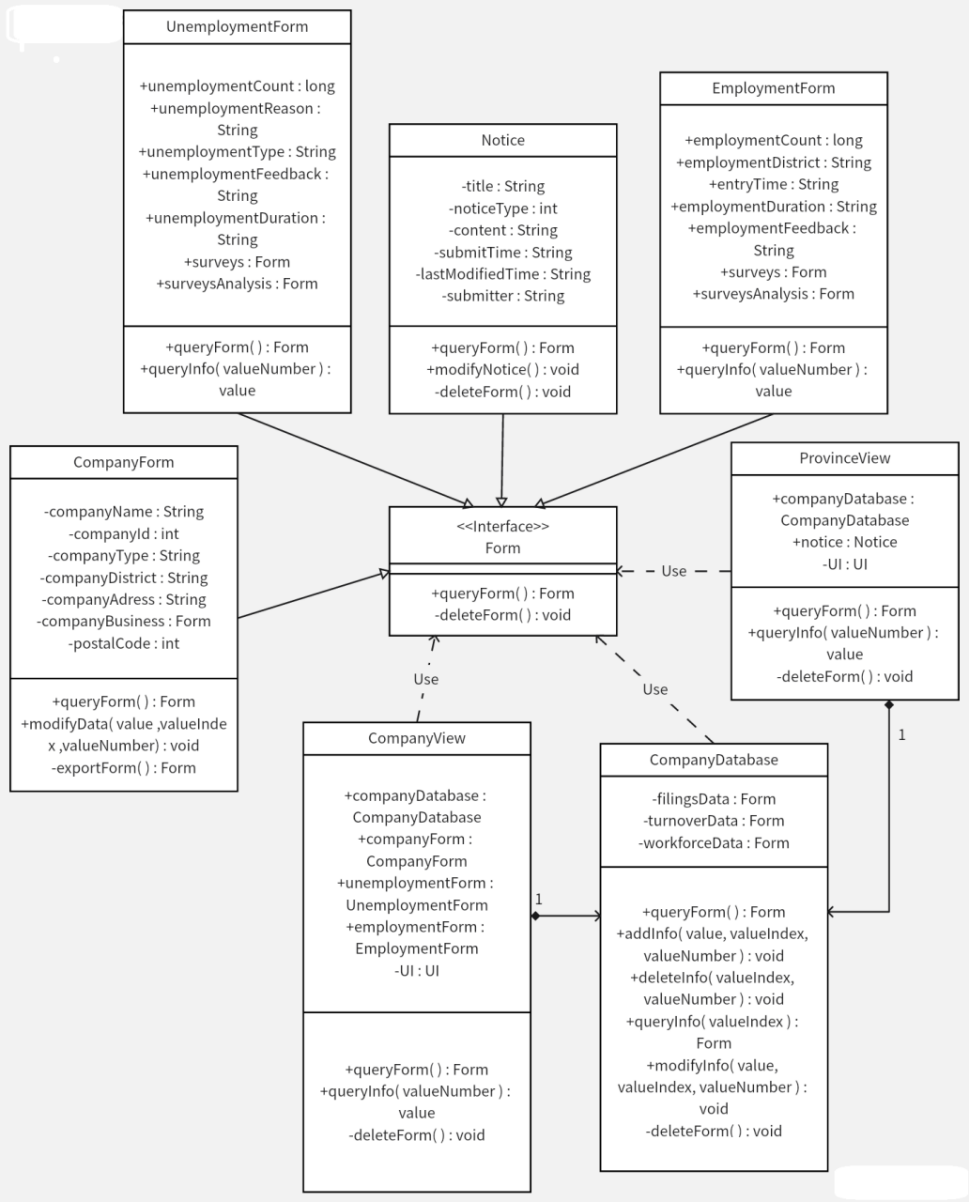 UnemploymentForm
+unemploymentCount : long
+unemploymentReason :
String
+unemploymentType : String
+unemploymentFeedback :
String
+unemploymentDuration :
String
+surveys : Form
+surveysAnalysis : Form
+queryForm( ) : Form
+queryInfo( valueNumber ) :
value
Notice
-title : String
-noticeType : int
-content : String
-submitTime : String
-lastModifiedTime : String
-submitter : String
+queryForm( ) : Form
+modifyNotice( ) : void
-deleteForm( ) : void
EmploymentForm
+employmentCount : long
+employmentDistrict : String
+entryTime : String
+employmentDuration : String
+employmentFeedback :
String
+surveys : Form
+surveysAnalysis : Form
+queryForm( ) : Form
+queryInfo( valueNumber ) :
value
CompanyForm
-companyName : String
-companyId : int
-companyType : String
-companyDistrict : String
-companyAdress : String
-companyBusiness : Form
-postalCode : int
+queryForm( ) : Form
+modifyData( value ,valueInde
x ,valueNumber) : void
-exportForm( ) : Form
<<Interface>>
Form
+queryForm( ) : Form
-deleteForm( ) : void
Use
ProvinceView
+companyDatabase :
CompanyDatabase
+notice : Notice
-UI : UI
+queryForm( ) : Form
+queryInfo( valueNumber ) :
value
-deleteForm( ) : void
Use
Use
1
CompanyView
+companyDatabase :
CompanyDatabase
+companyForm :
CompanyForm
+unemploymentForm :
UnemploymentForm
+employmentForm :
EmploymentForm
-UI : UI
+queryForm( ) : Form
+queryInfo( valueNumber ) :
value
-deleteForm( ) : void
1
CompanyDatabase
-filingsData : Form
-turnoverData : Form
-workforceData : Form
+queryForm( ) : Form
+addInfo( value, valueIndex,
valueNumber ) : void
+deleteInfo( valueIndex,
valueNumber ) : void
+queryInfo( valueIndex ) :
Form
+modifyInfo( value,
valueIndex, valueNumber ) :
void
-deleteForm( ) : void